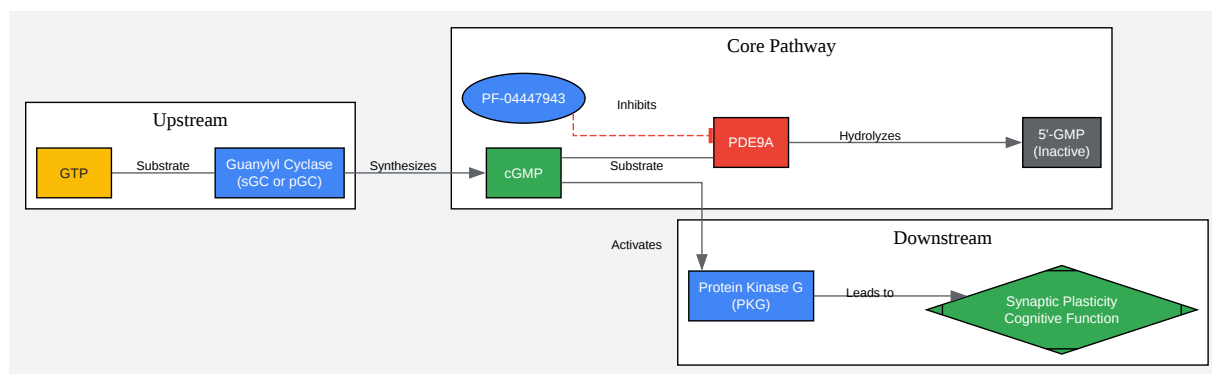 Upstream
GTP
Substrate
Guanylyl Cyclase
(sGC or pGC)
Synthesizes
Core Pathway
PF-04447943
Inhibits
PDE9A
Hydrolyzes
5'-GMP
(Inactive)
cGMP
Substrate
Activates
Downstream
Protein Kinase G
(PKG)
Leads to
Synaptic Plasticity
Cognitive Function